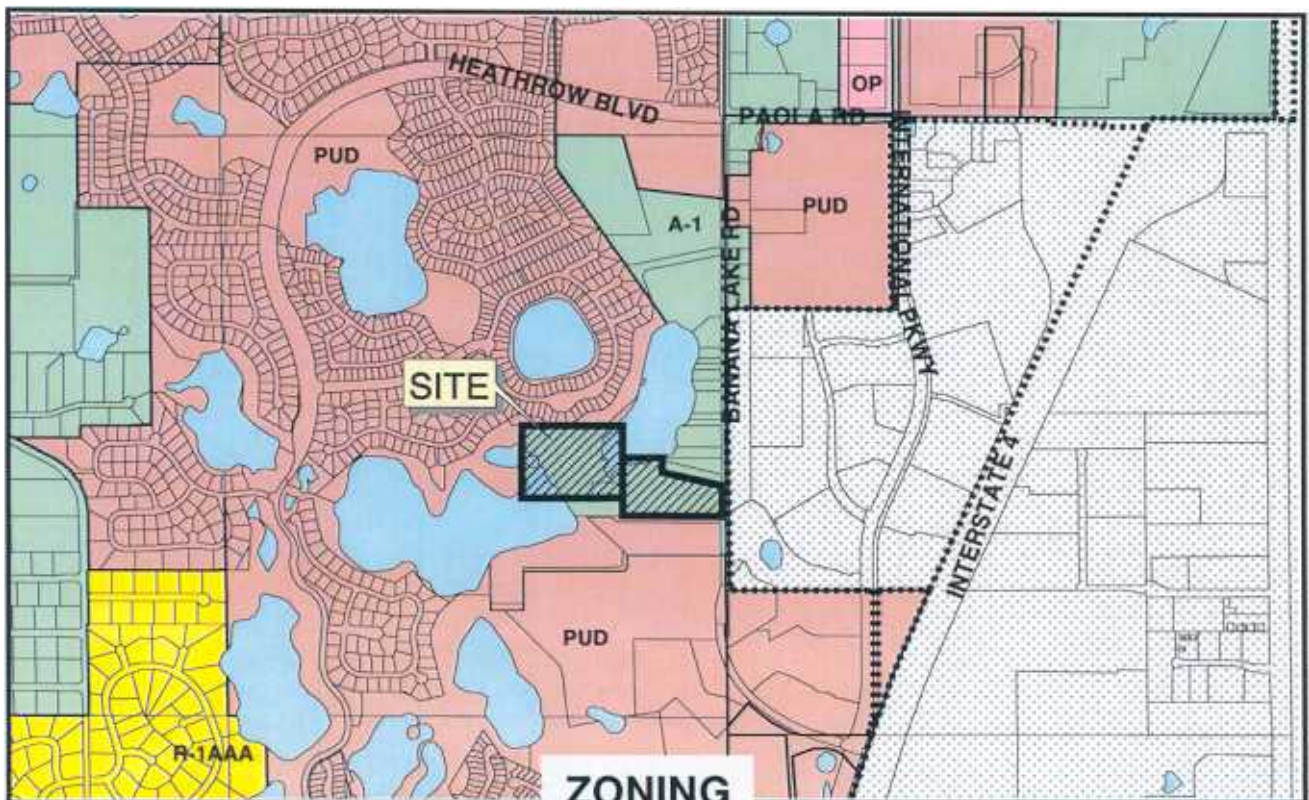 HEATHROW BLVD
OP
PAOLA RD
PUD
INTERNATIONAL PKWY
PUD
A-1
BANANA LAKE RD
SITE
INTERSTATE 4
PUD
R-1AAA
ZONING